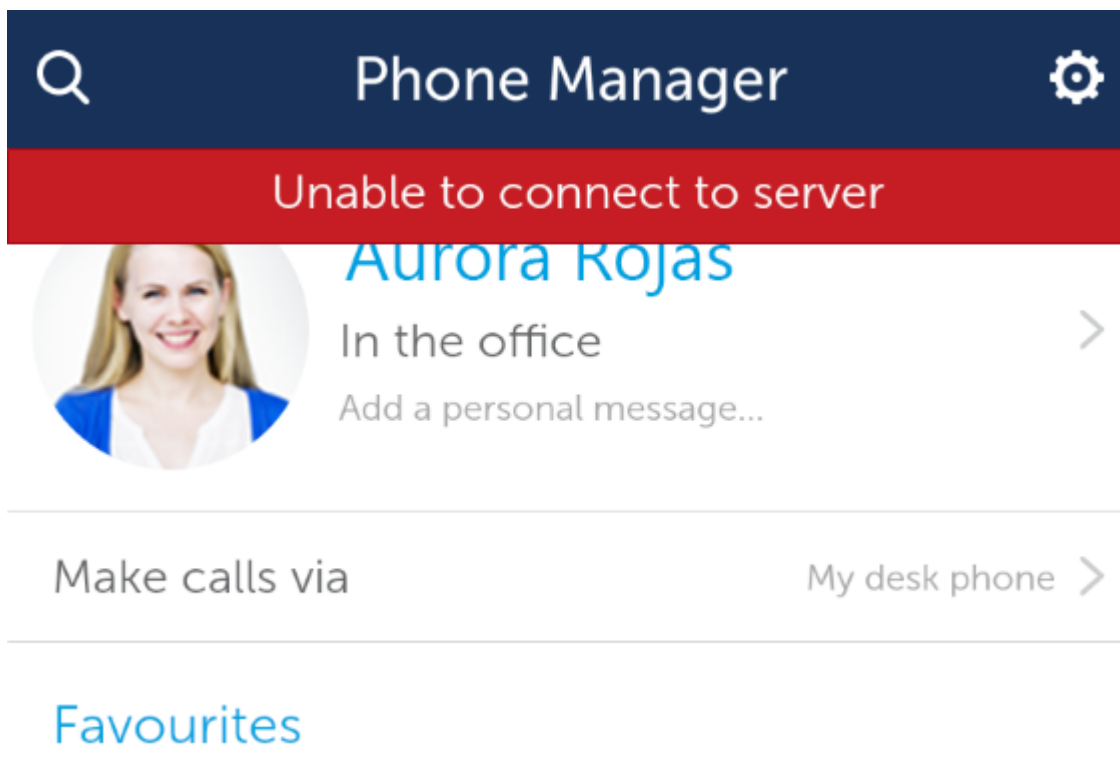 Phone Manager
Unable to connect to server
Aurora Rojas
In the office
Add a personal message...
Make calls via My desk phone
Favourites